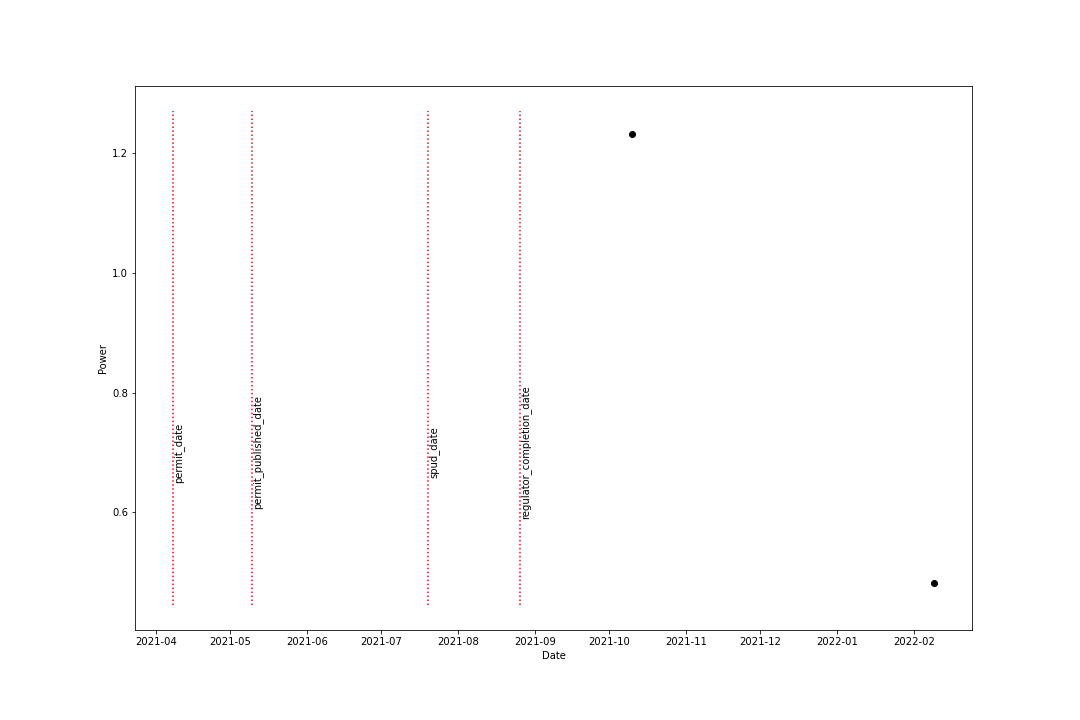 1.2
1.0
0.8
0.6
Power
permit_date
permit_published_date
spud_date
regulator_completion_date
2021-04 2021-05 2021-06 2021-07 2021-08 2021-09 2021-10 2021-11 2021-12 2022-01 2022-02
Date